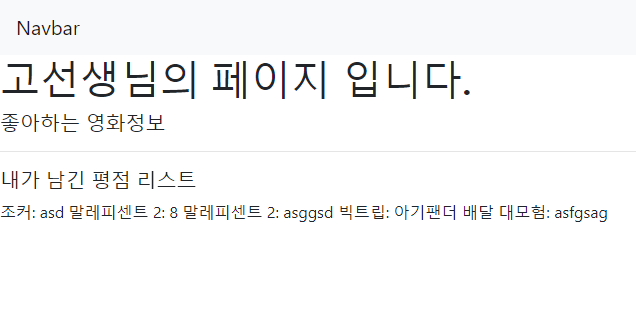 Navbar
고선생님의 페이지 입니다.
좋아하는 영화정보
내가 남긴 평점 리스트
조커: asd 말레피센트 2: 8 말레피센트 2: asggsd 빅트립: 아기팬더 배달 대모험: asfgsag